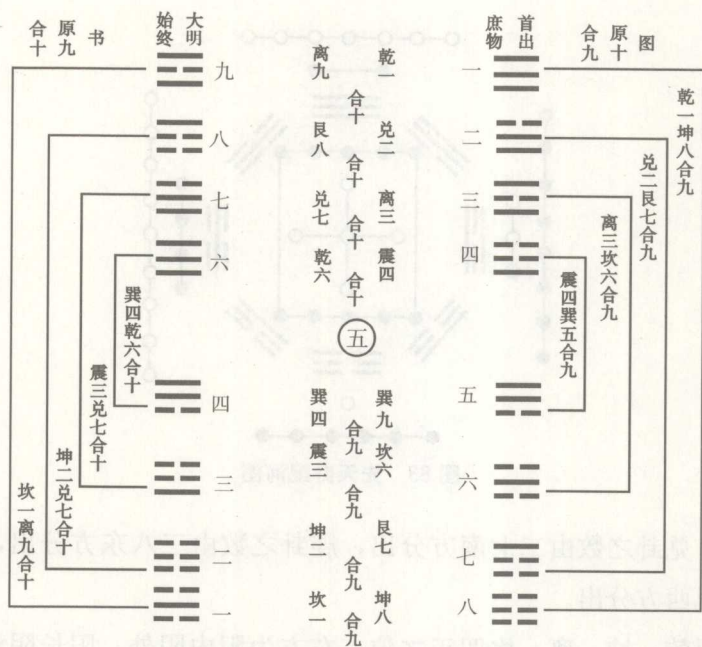 图
原十
合九
首出
庶物
大明
始终
书
原九
合十
乾一坤八合九
兑二艮七合九
离三坎六合九
震四巽五合九
一
二
三
四
五
六
七
八
乾
合十
离九
兑二
合十
艮八
离三
合十
兑七
震四
合十
乾六
五
巽九
合九
巽四
坎六
合九
震三
艮七
合九
坤二
坤八
合九
坎一
九
八
七
六
四
三
二
一
巽四乾六合十
震三兑七合十
坤二兑七合十
坎一离九合十